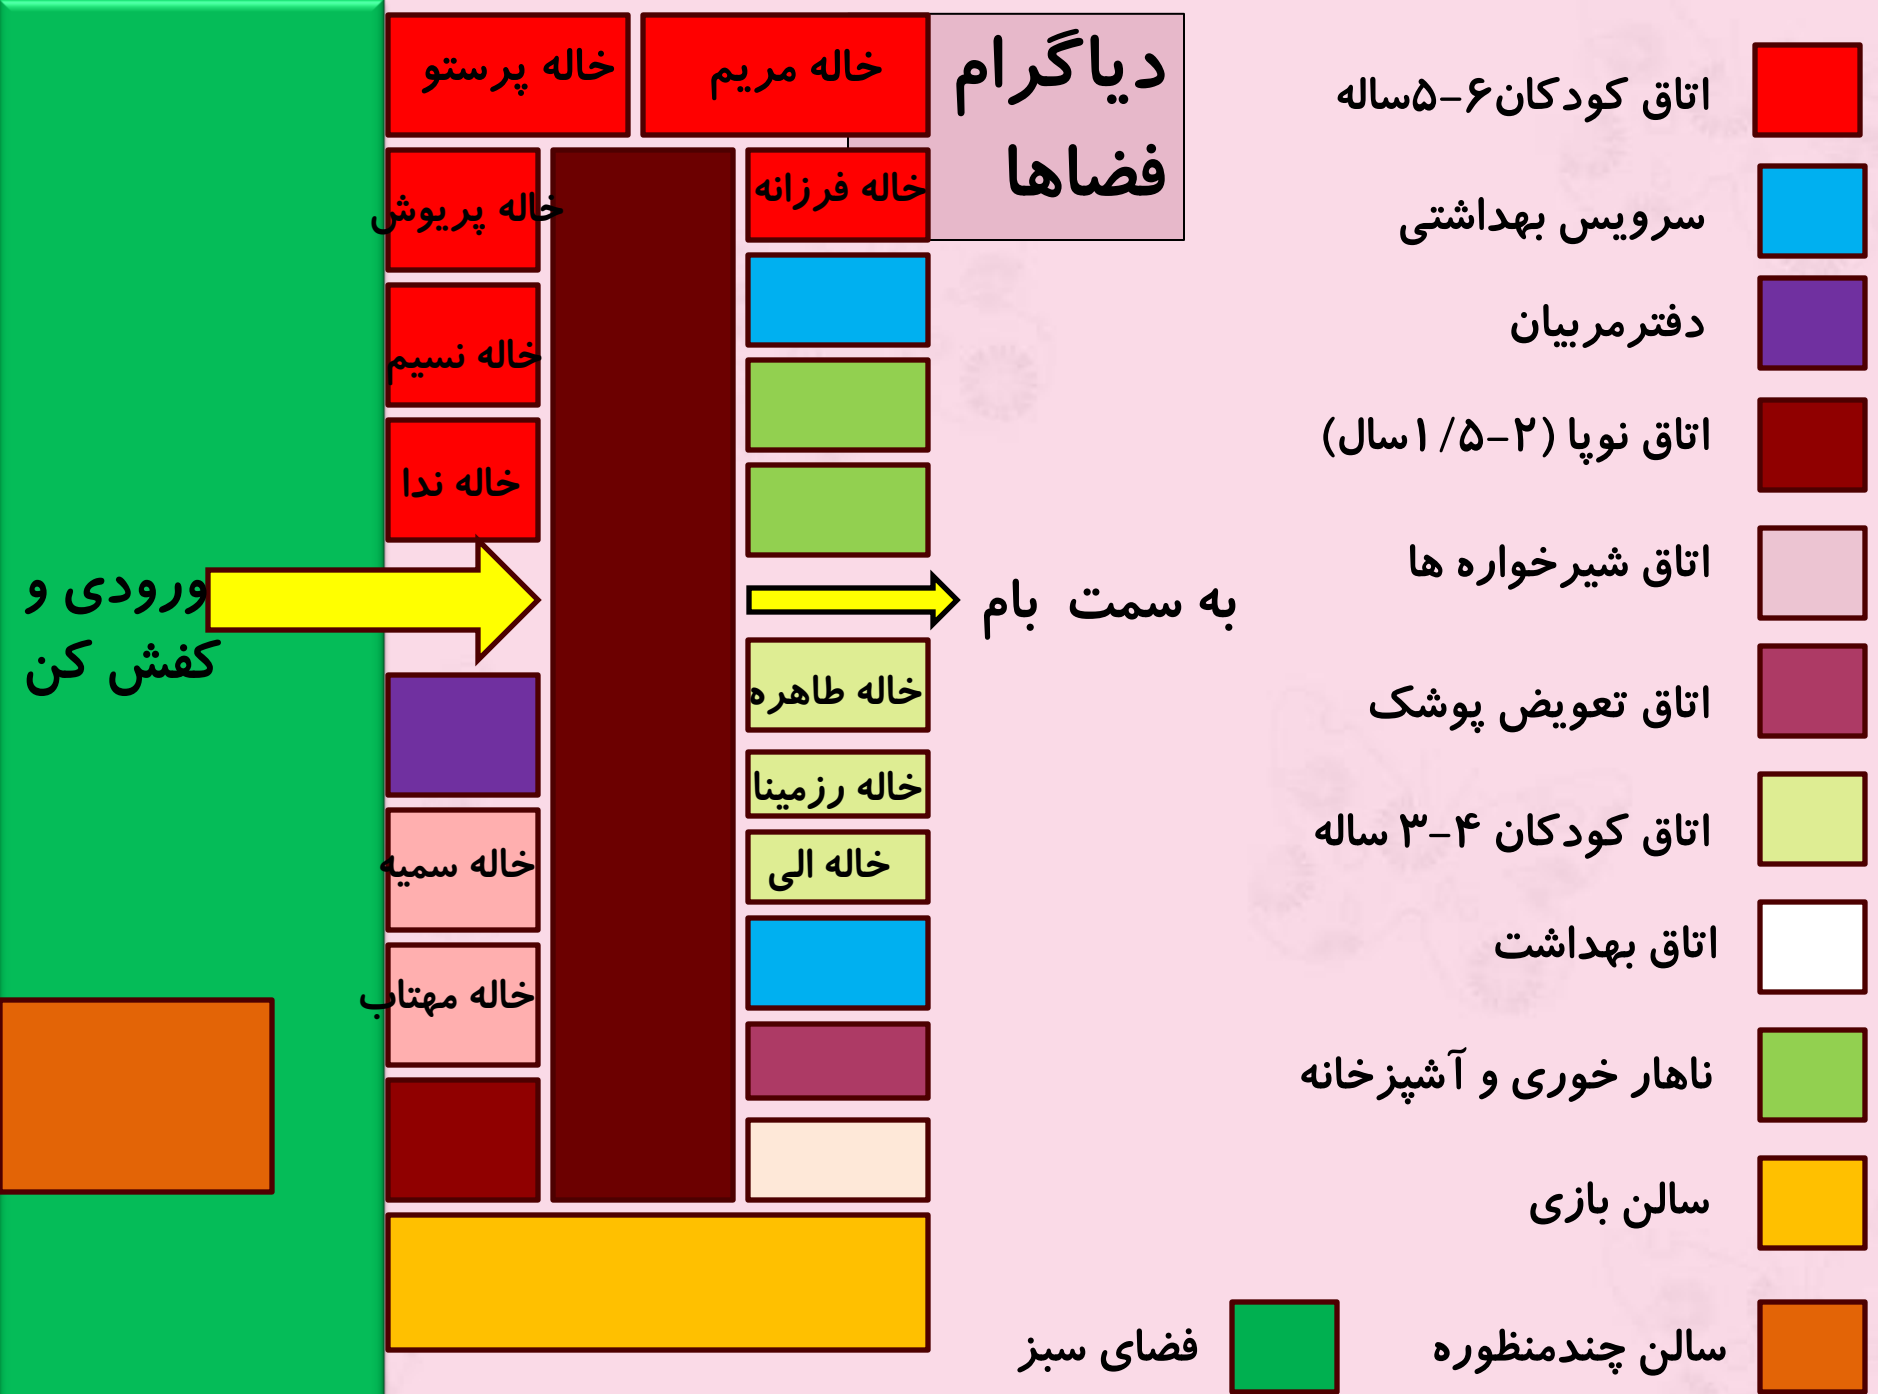 دیاگرام
فضاها
خاله مریم
خاله پرستو
خاله فرزانه
خاله پریوش
خاله نسیم
خاله ندا
ورودی و
کفش کن
به سمت بام
خاله طاهره
خاله رزمینا
خاله الی
خاله سمیه
خاله مهتاب
اتاق کودکان۶-۵ساله
سرویس بهداشتی
دفترمربیان
اتاق نوپا (۲-۱/۵سال)
اتاق شیرخواره ها
اتاق تعویض پوشک
اتاق کودکان ۴-۳ ساله
اتاق بهداشت
ناهار خوری و آشپزخانه
سالن بازی
سالن چندمنظوره
فضای سبز